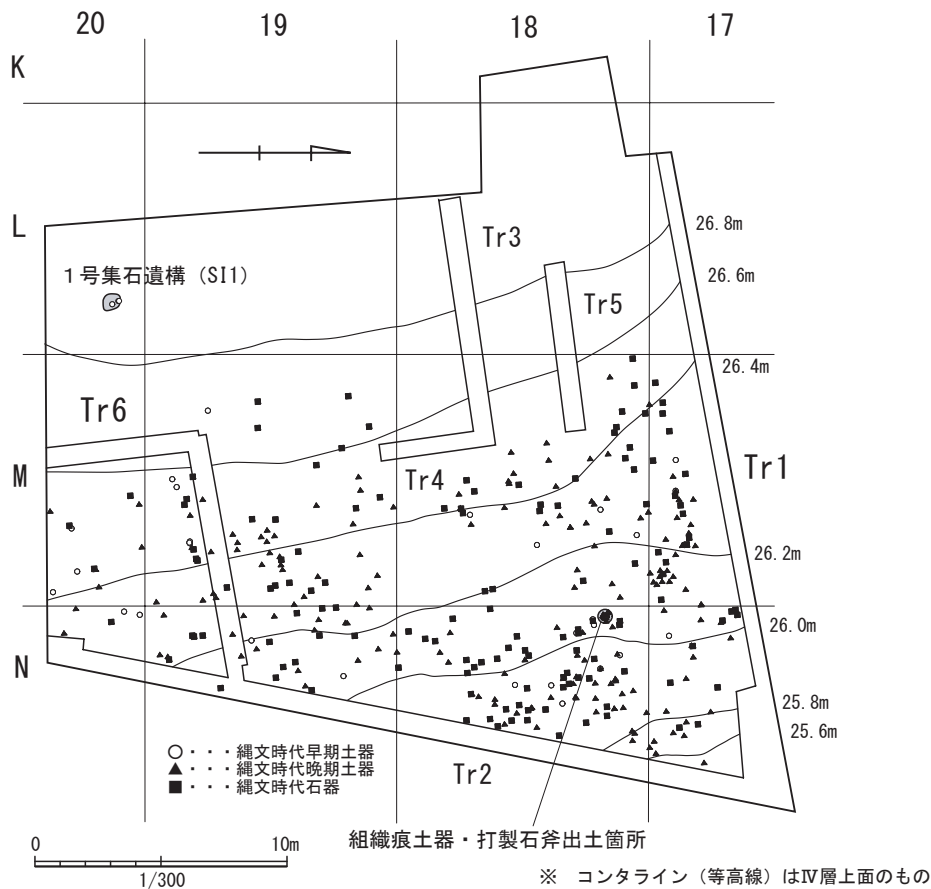 20 19 18 17
K
L
26.8m
Tr3
26.6m
1号集石遺構（SI1）
Tr5
26.4m
Tr6
M
Tr4
Tr1
26.2m
26.0m
N
25.8m
25.6m
○・・・縄文時代早期土器
▲・・・縄文時代晩期土器
■・・・縄文時代石器
Tr2
組織痕土器・打製石斧出土箇所
0 10m
1/300
※　コンタライン（等高線）はⅣ層上面のもの